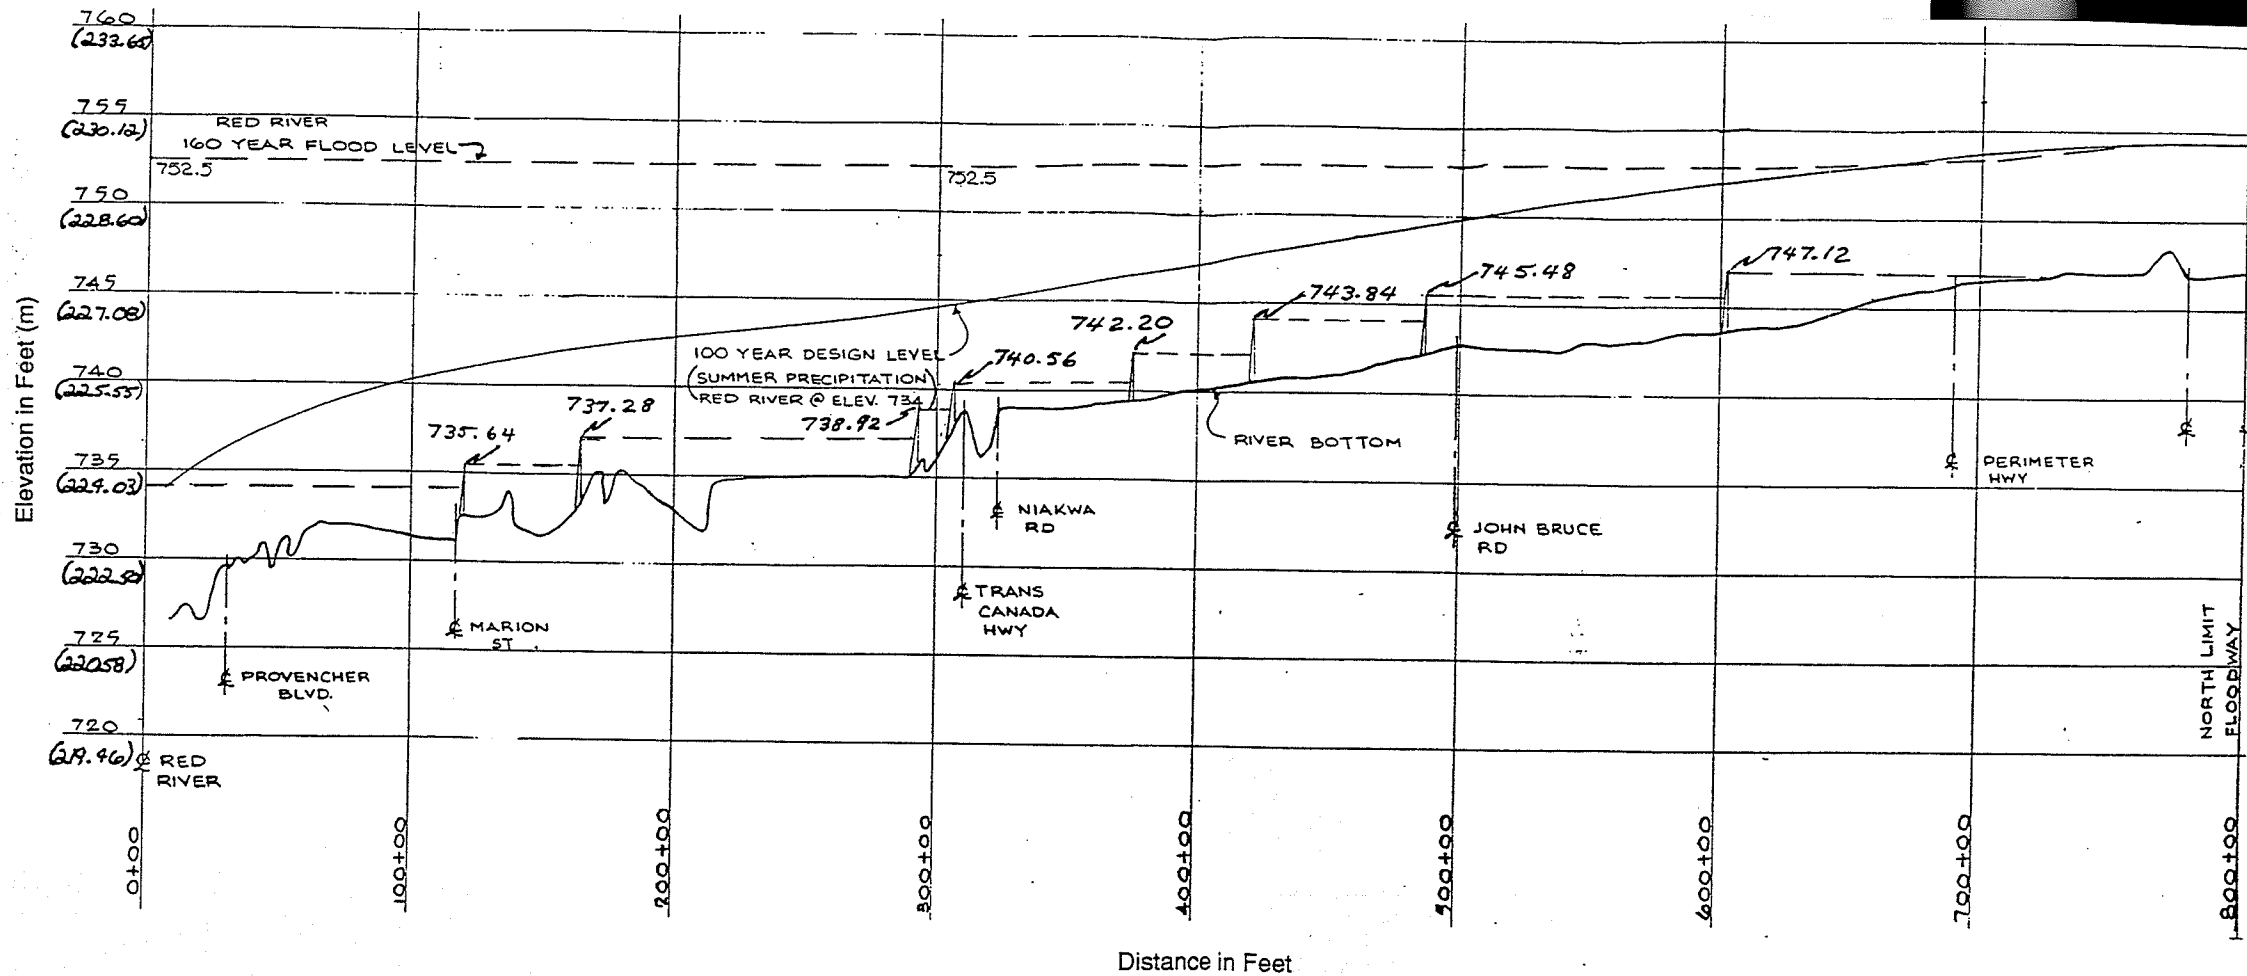 760
(233.65)
755
(230.12)
RED RIVER
160 YEAR FLOOD LEVEL
752.5
752.5
750
(228.60)
747.12
745.48
745
(227.08)
743.84
742.20
100 YEAR DESIGN LEVEL
(SUMMER PRECIPITATION)
(RED RIVER @ ELEV. 734)
740.56
740
(225.55)
737.28
738.92
735.64
RIVER BOTTOM
735
(224.03)
PERIMETER
HWY
NIAKWA
RD
JOHN BRUCE
RD
730
(222.50)
TRANS
CANADA
HWY
MARION
ST.
725
(220.58)
PROVENCHER
BLVD.
NORTH LIMIT
FLOODWAY
720
(219.46)
℄ RED
RIVER
Elevation in Feet (m)
0+00
100+00
200+00
300+00
400+00
500+00
600+00
700+00
800+00
Distance in Feet